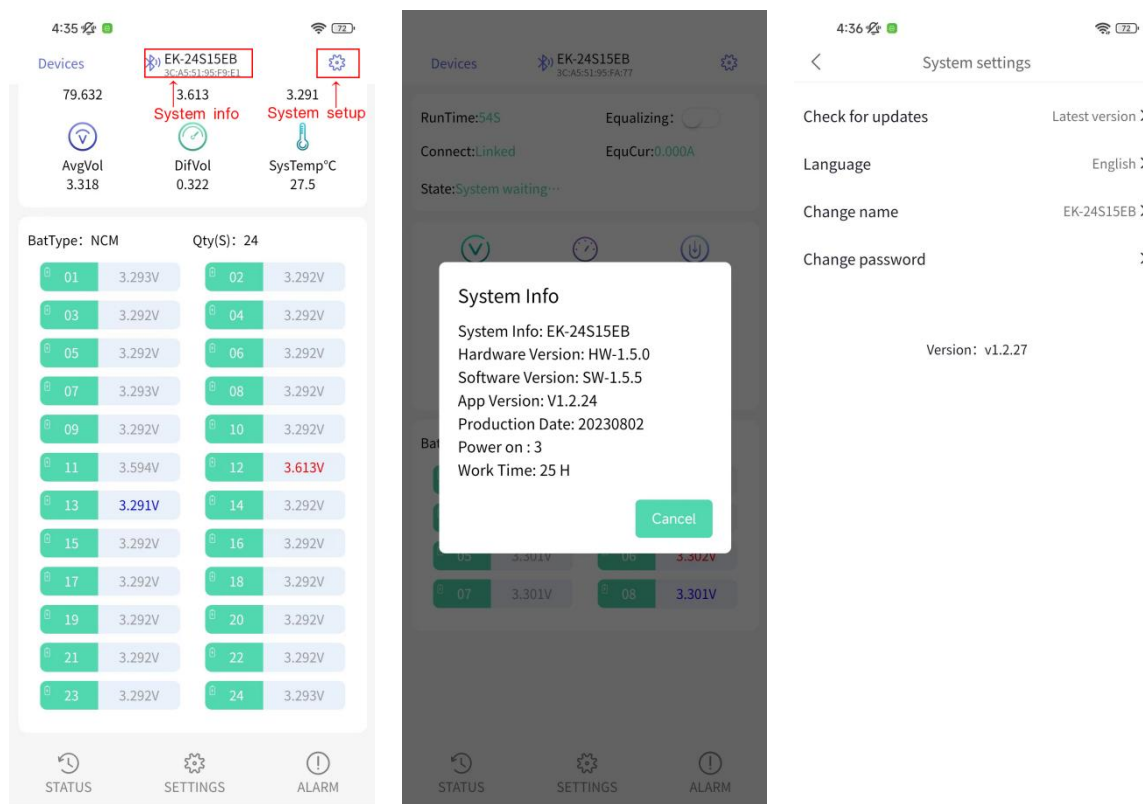 4:35
72
Devices
EK-24S15EB
3C:A5:51:95:F9:E1
79.632 3.613 3.291
System info System setup
AvgVol DifVol SysTemp°C
3.318 0.322 27.5
BatType: NCM Qty(S): 24
01 3.293V 02 3.292V
03 3.292V 04 3.292V
05 3.292V 06 3.292V
07 3.293V 08 3.292V
09 3.292V 10 3.292V
11 3.594V 12 3.613V
13 3.291V 14 3.292V
15 3.292V 16 3.292V
17 3.292V 18 3.292V
19 3.292V 20 3.292V
21 3.292V 22 3.292V
23 3.292V 24 3.293V
STATUS SETTINGS ALARM
Devices
EK-24S15EB
3C:A5:51:95:FA:77
RunTime:54S Equalizing:
Connect:Linked EquCur:0.000A
State:System waiting···
System Info
System Info: EK-24S15EB
Hardware Version: HW-1.5.0
Software Version: SW-1.5.5
App Version: V1.2.24
Production Date: 20230802
Power on : 3
Work Time: 25 H
Cancel
Bat
05 3.301V 06 3.302V
07 3.301V 08 3.301V
STATUS SETTINGS ALARM
4:36
72
System settings
Check for updates Latest version
Language English
Change name EK-24S15EB
Change password
Version: v1.2.27